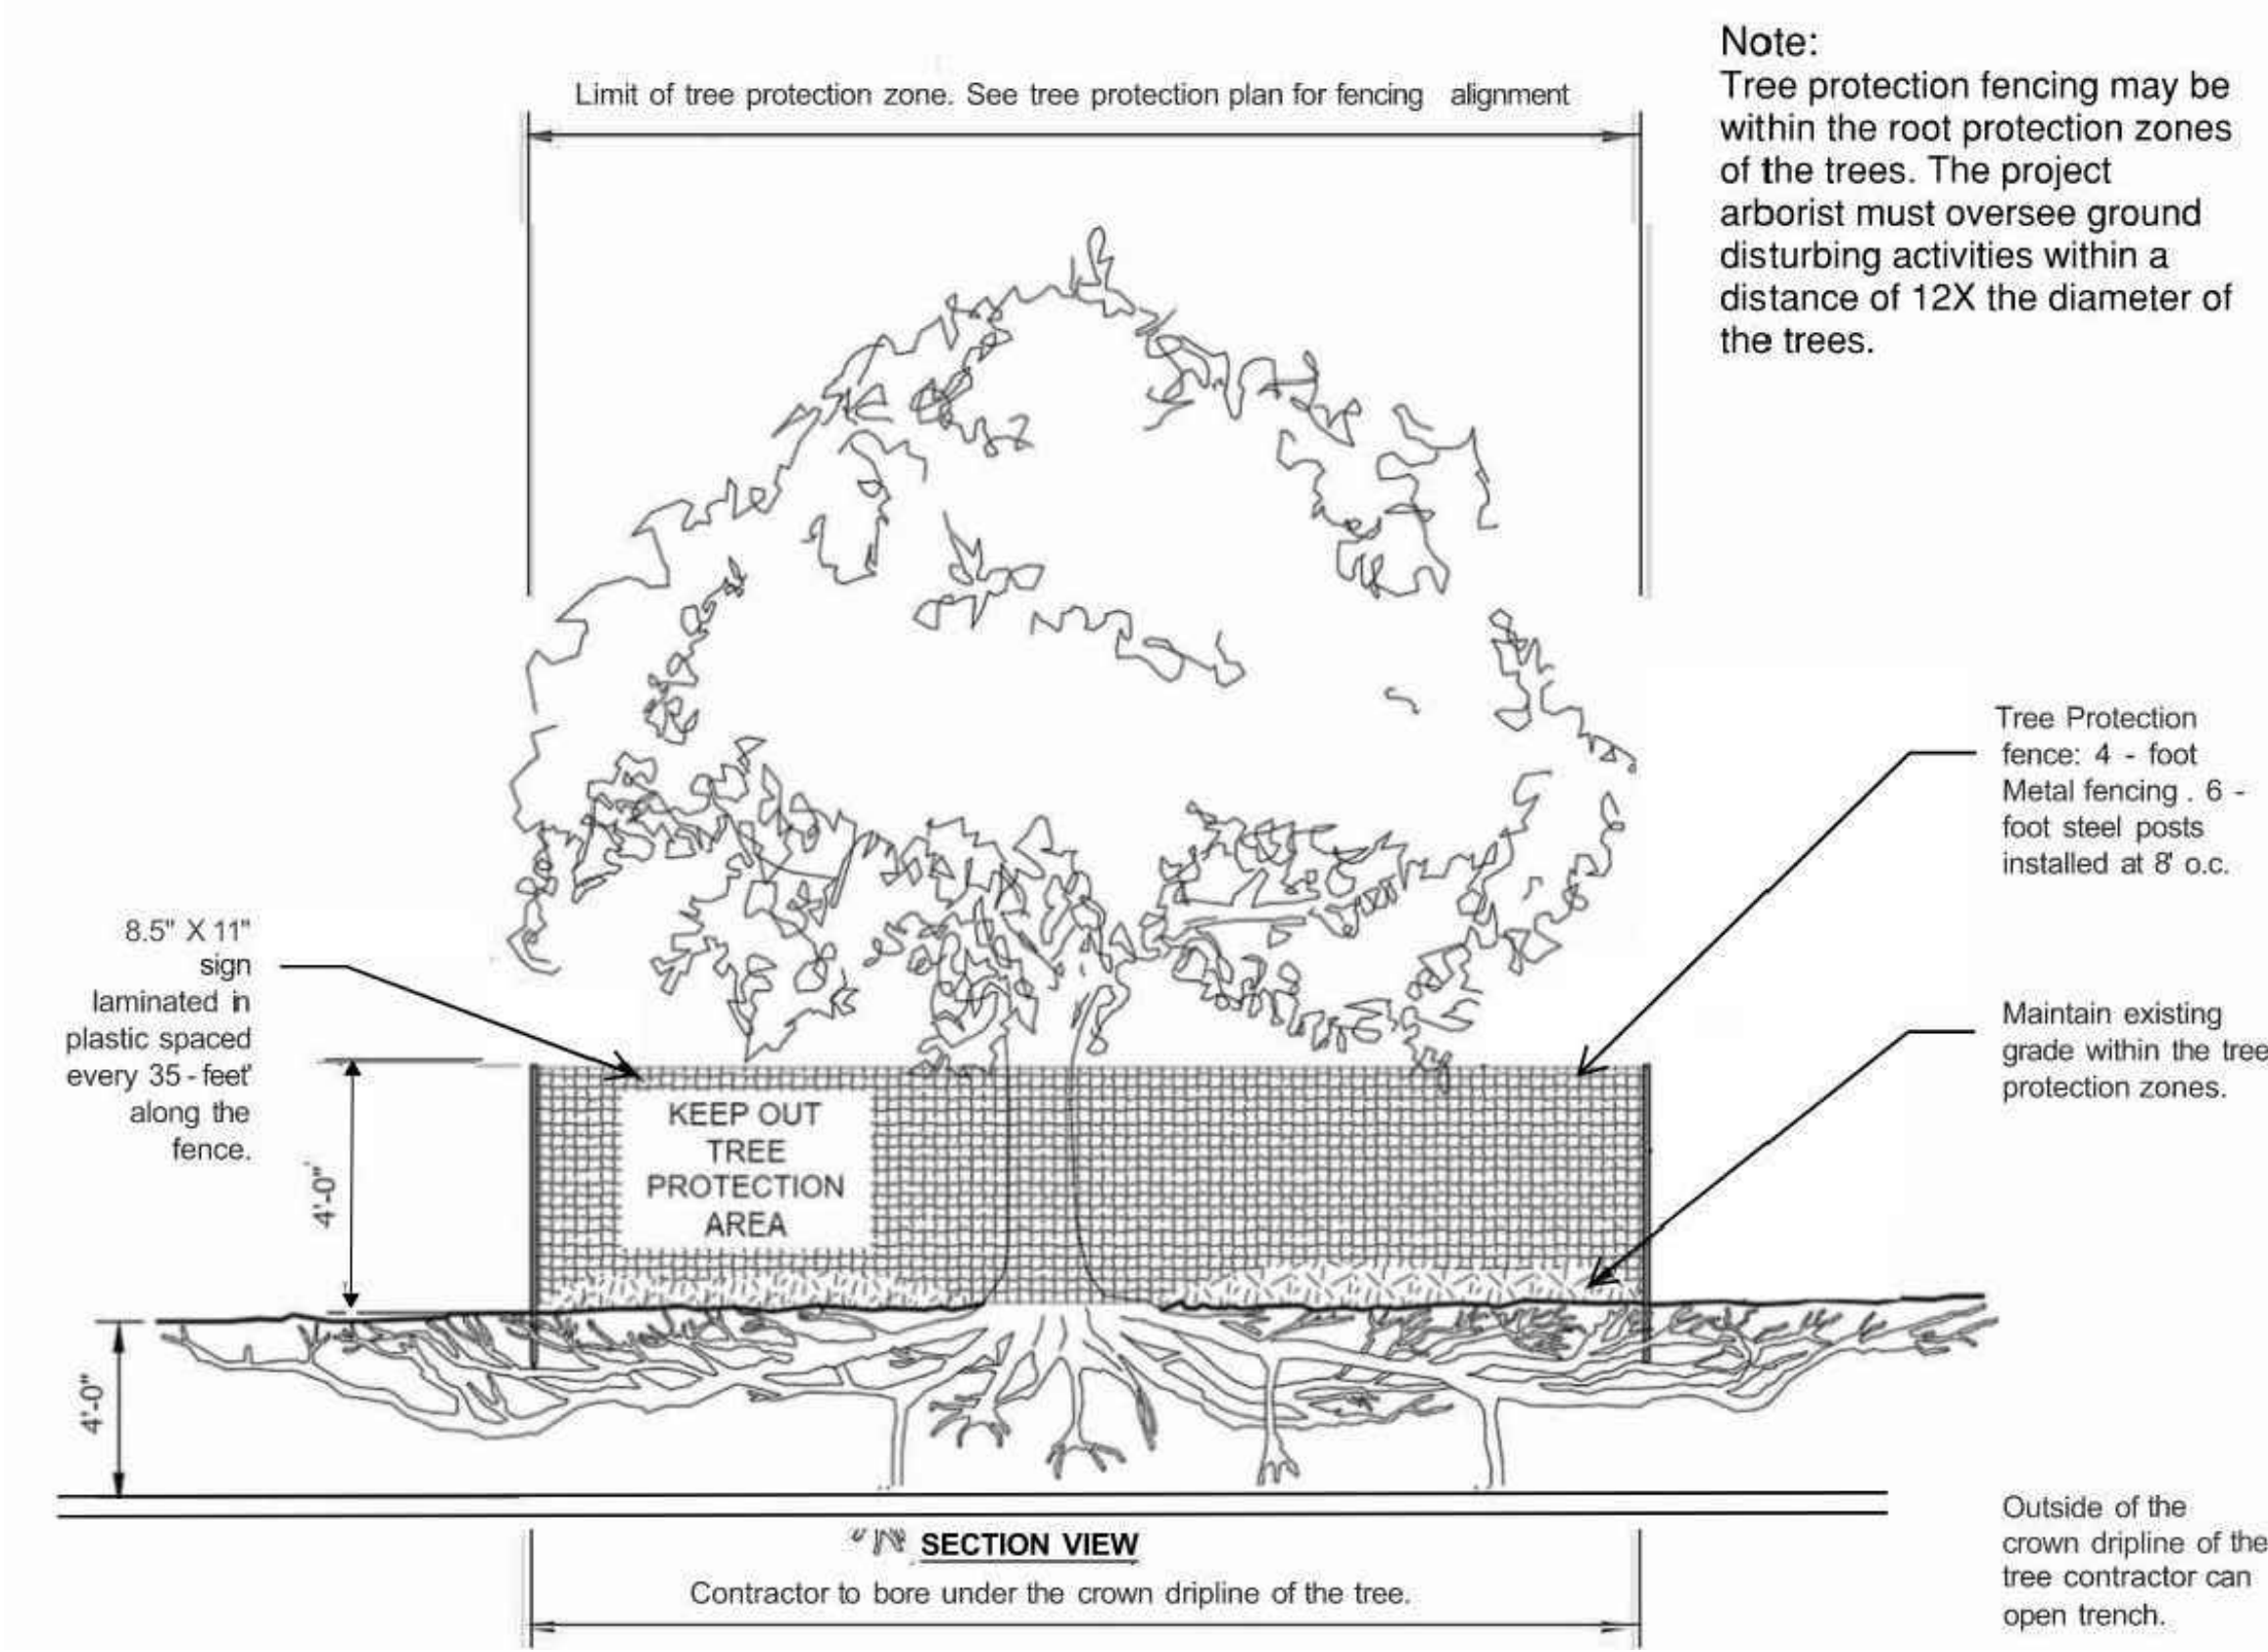 Note:
Tree protection fencing may be
within the root protection zones
of the trees. The project
arborist must oversee ground
disturbing activities within a
distance of 12X the diameter of
the trees.
Limit of tree protection zone. See tree protection plan for fencing alignment
Tree Protection
fence: 4 - foot
Metal fencing . 6 -
foot steel posts
installed at 8' o.c.
8.5" X 11"
sign
laminated in
plastic spaced
every 35 - feet'
along the
fence.
Maintain existing
grade within the tree
protection zones.
KEEP OUT
TREE
PROTECTION
AREA
4'-0"
4'-0"
SECTION VIEW
Contractor to bore under the crown dripline of the tree.
Outside of the
crown dripline of the
tree contractor can
open trench.